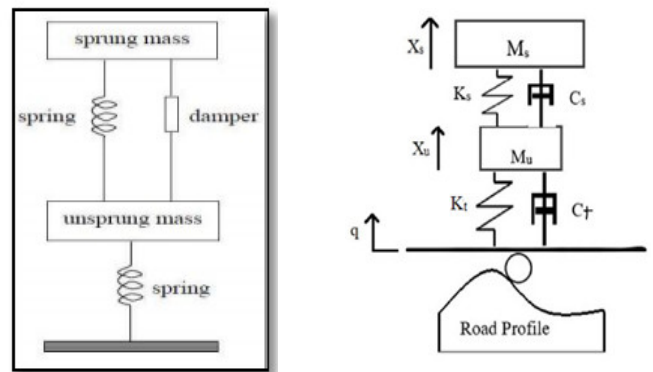 sprung mass
spring
damper
unsprung mass
spring
Xs
Ms
Ks
Cs
Xu
Mu
Kt
C†
q
Road Profile